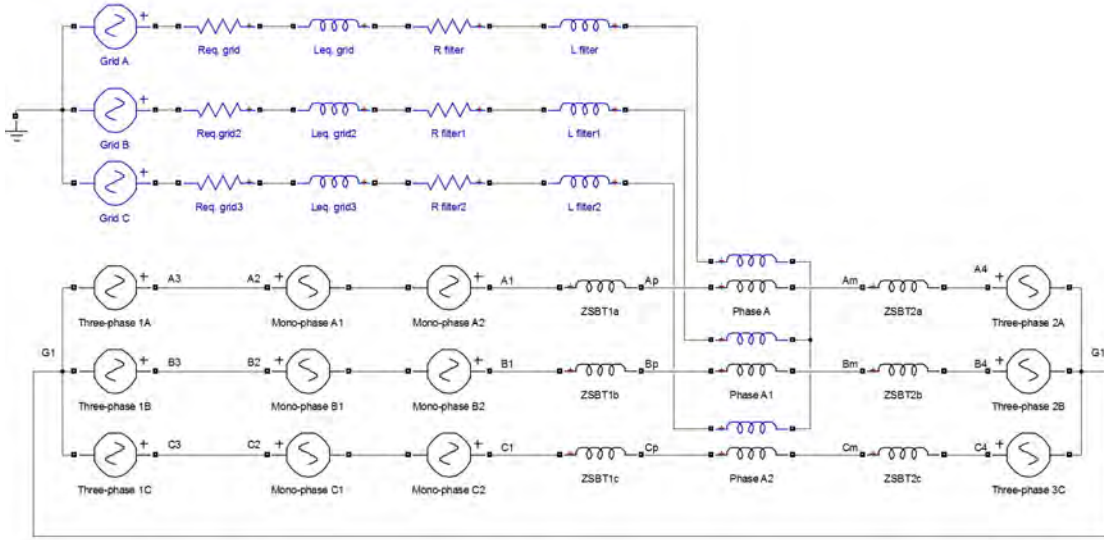 Grid A
Req. grid
Leq. grid
R filter
L filter
Grid B
Req. grid2
Leq. grid2
R filter1
L filter1
Grid C
Req. grid3
Leq. grid3
R filter2
L filter2
A3
A2
A1
Ap
Am
A4
Three-phase 1A
Mono-phase A1
Mono-phase A2
ZSBT1a
Phase A
ZSBT2a
Three-phase 2A
G1
B3
B2
B1
Bp
Bm
B4
G1
Three-phase 1B
Mono-phase B1
Mono-phase B2
ZSBT1b
Phase A1
ZSBT2b
Three-phase 2B
C3
C2
C1
Cp
Cm
C4
Three-phase 1C
Mono-phase C1
Mono-phase C2
ZSBT1c
Phase A2
ZSBT2c
Three-phase 3C